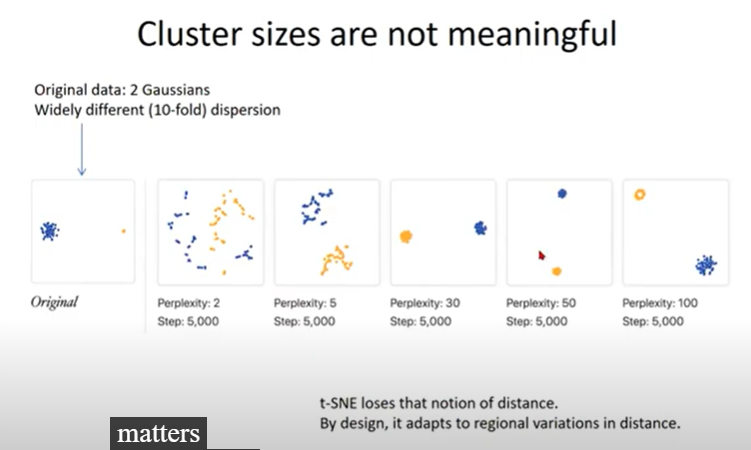 Cluster sizes are not meaningful
Original data: 2 Gaussians
Widely different (10-fold) dispersion
Original
Perplexity: 2
Step: 5,000
Perplexity: 5
Step: 5,000
Perplexity: 30
Step: 5,000
Perplexity: 50
Step: 5,000
Perplexity: 100
Step: 5,000
t-SNE loses that notion of distance.
By design, it adapts to regional variations in distance.
matters